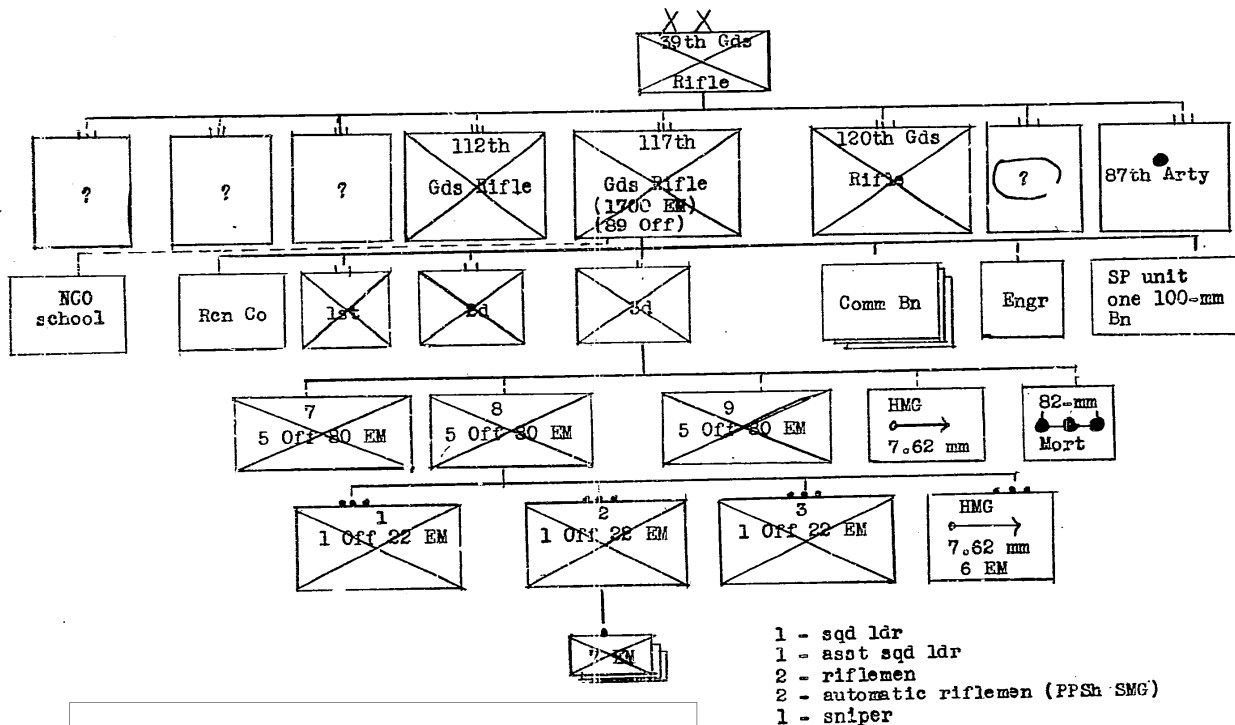 X X
39th Gds
Rifle
?
?
?
112th
Gds Rifle
117th
Gds Rifle
(1700 EM)
(89 Off)
120th Gds
Rifle
?
87th Arty
NCO
school
Rcn Co
1st
2d
3d
Comm Bn
Engr
SP unit
one 100-mm
Bn
7
5 Off 80 EM
8
5 Off 80 EM
9
5 Off 80 EM
HMG
7.62 mm
82-mm
Mort
1
1 Off 22 EM
2
1 Off 22 EM
3
1 Off 22 EM
HMG
7.62 mm
6 EM
7 EM
1 - sqd ldr
1 - asst sqd ldr
2 - riflemen
2 - automatic riflemen (PPSh SMG)
1 - sniper